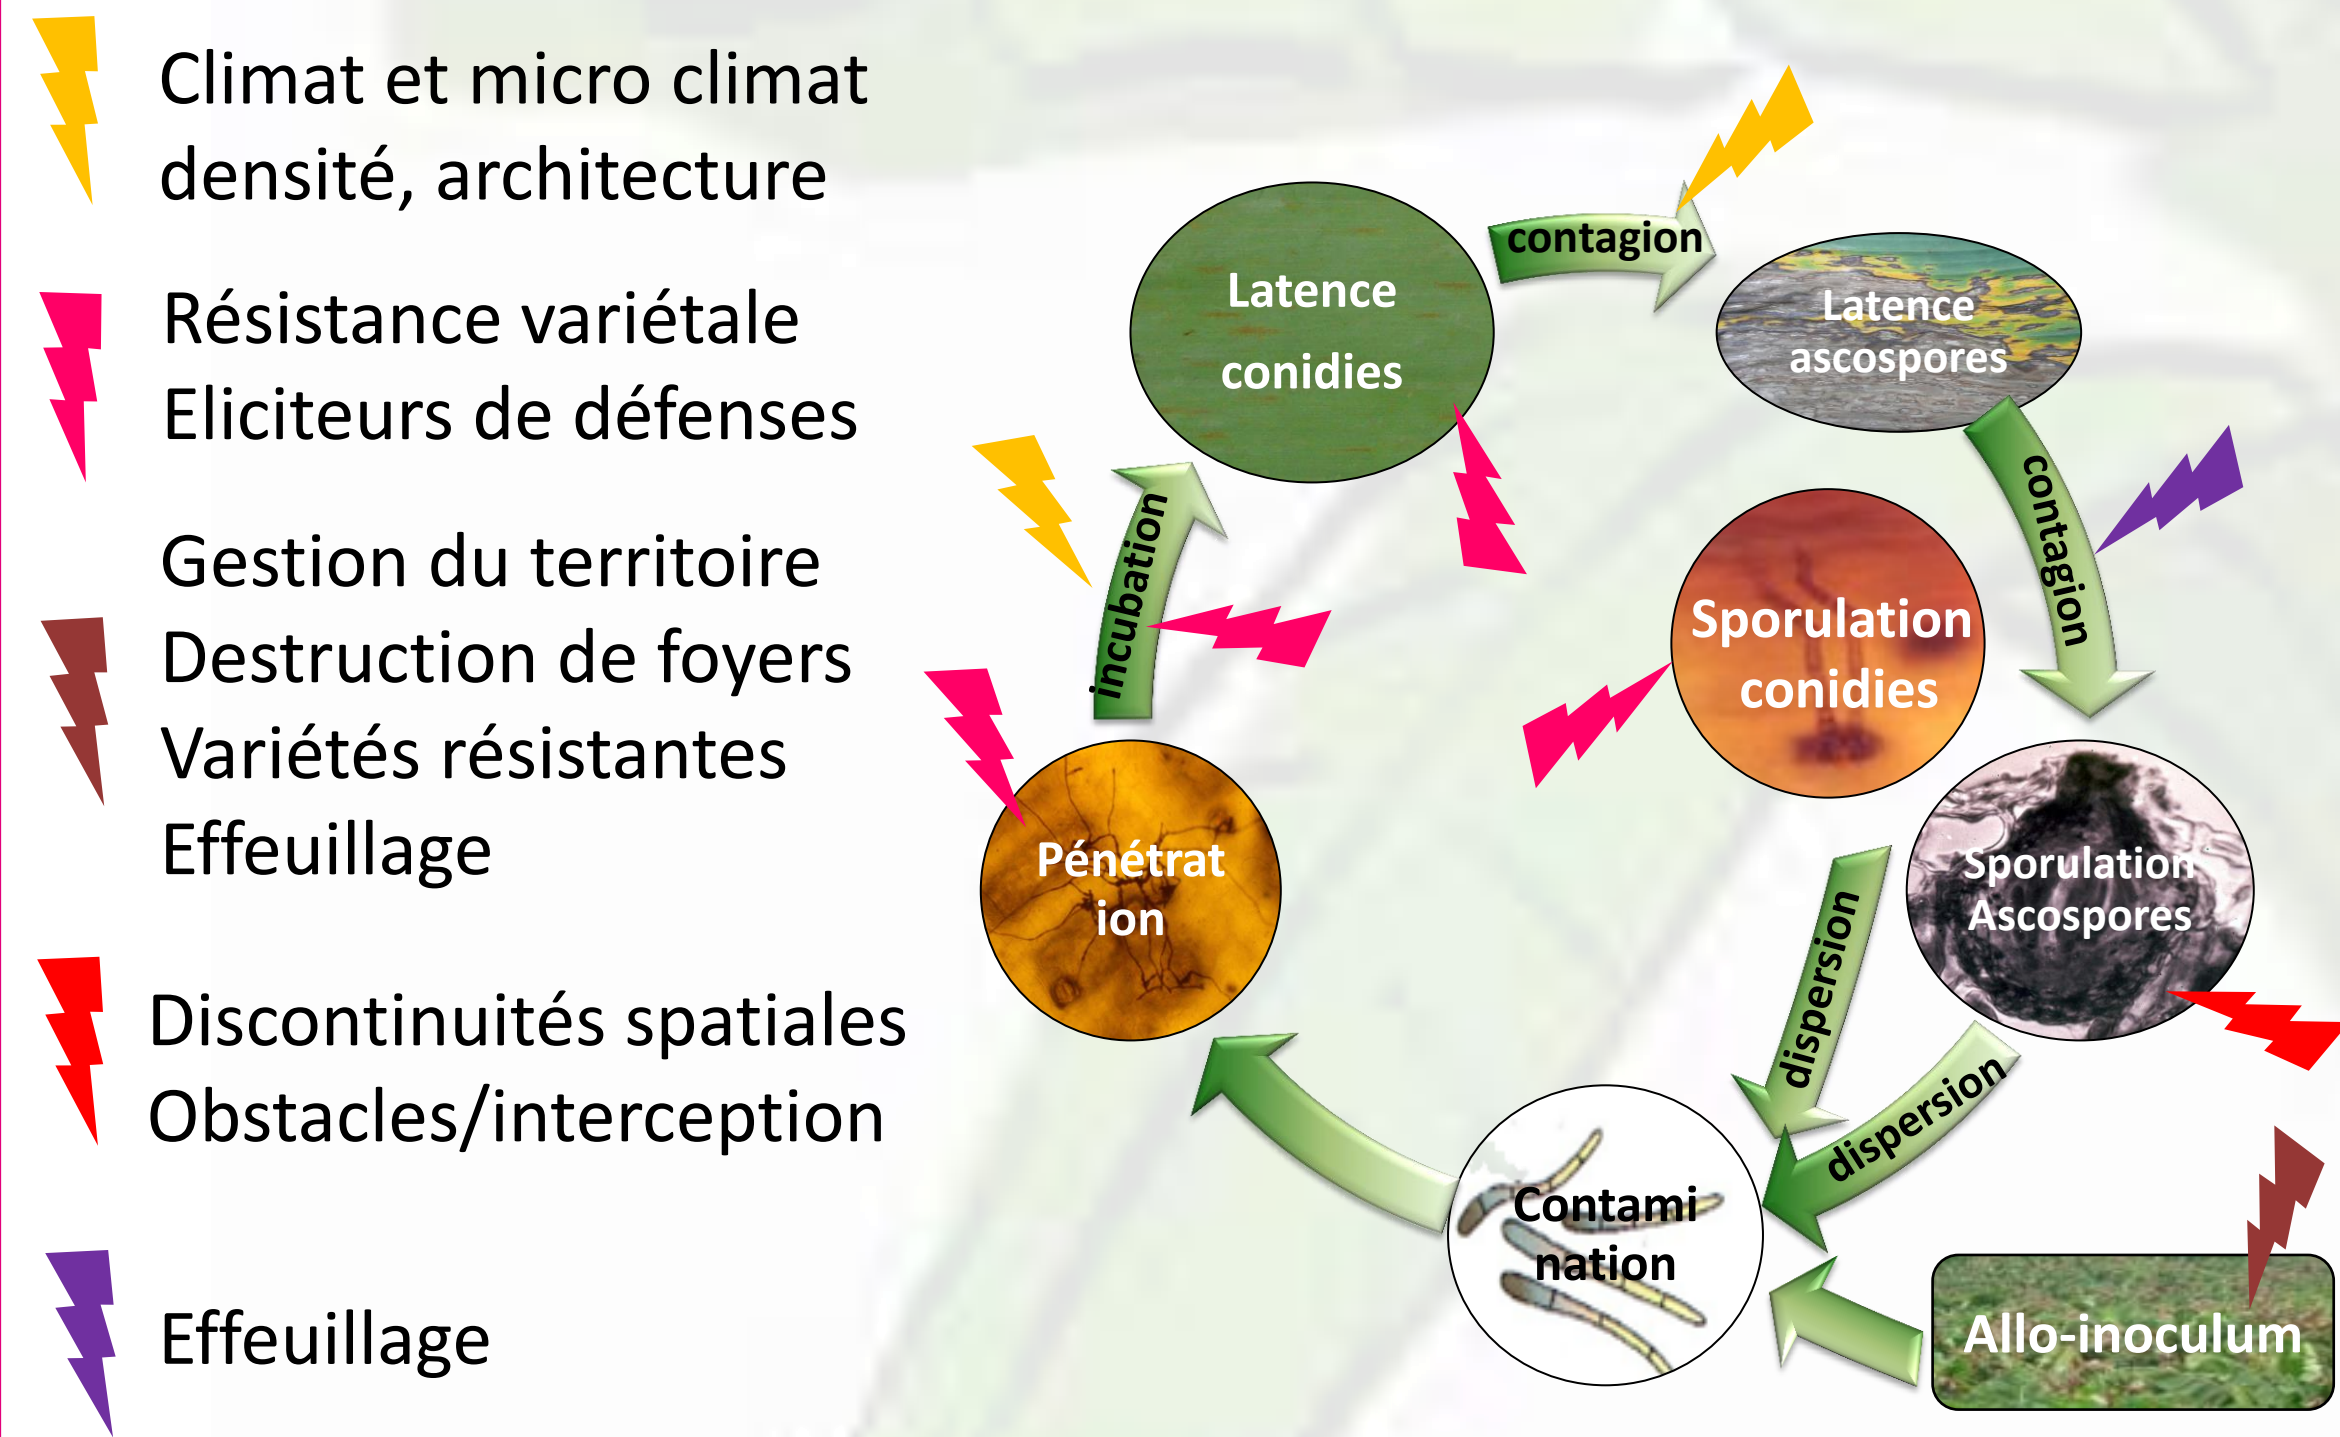 Climat et micro climat
densité, architecture
Résistance variétale
Eliciteurs de défenses
Gestion du territoire
Destruction de foyers
Variétés résistantes
Effeuillage
Discontinuités spatiales
Obstacles/interception
Effeuillage
Latence
conidies
contagion
Latence
ascospores
contagion
Sporulation
conidies
Sporulation
Ascospores
dispersion
dispersion
Allo-inoculum
Contami
nation
Pénétrat
ion
incubation